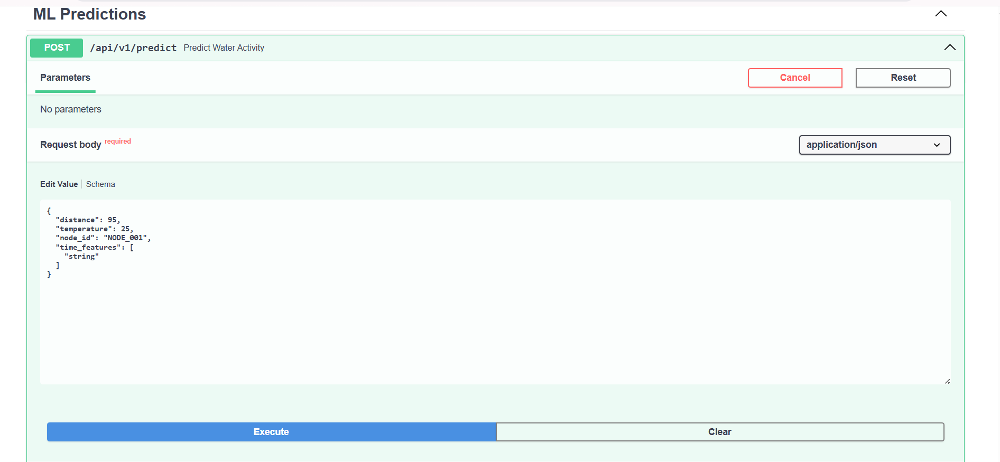 ML Predictions
POST /api/v1/predict Predict Water Activity
Parameters
Cancel
Reset
No parameters
Request body required
application/json
Edit Value Schema
{
  "distance": 95,
  "temperature": 25,
  "node_id": "NODE_001",
  "time_features": [
    "string"
  ]
}
Execute
Clear